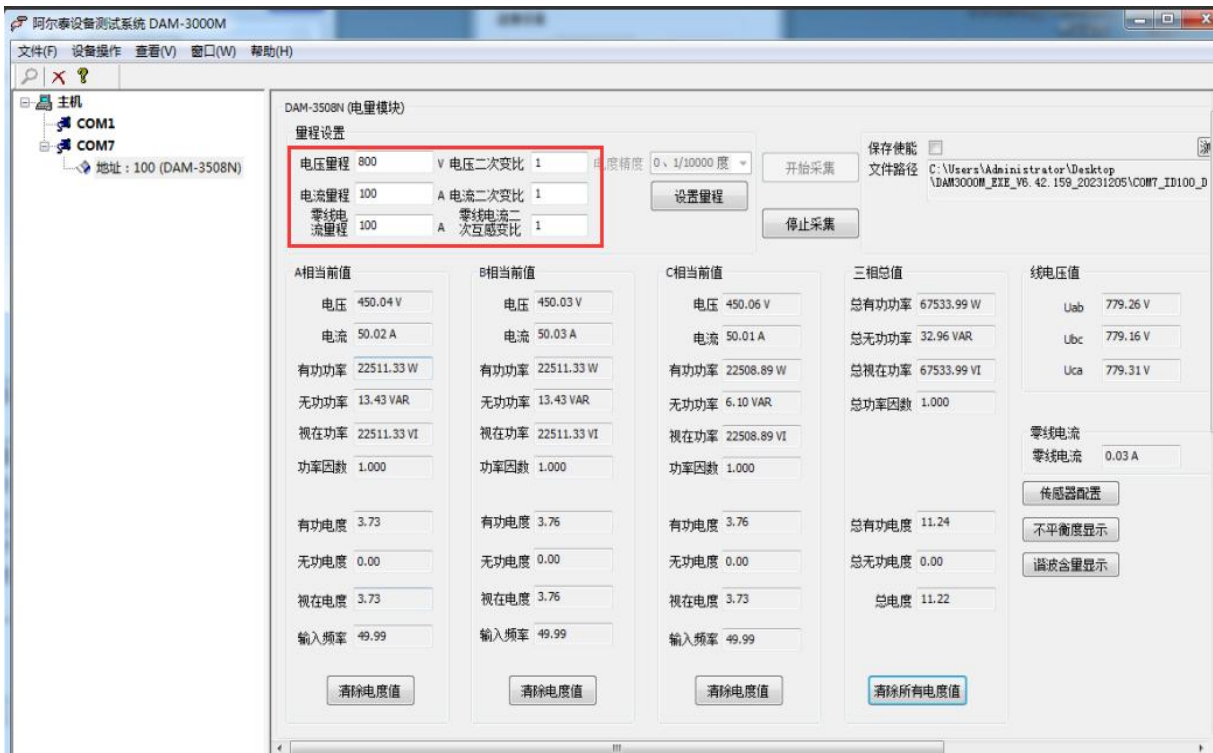 阿尔泰设备测试系统 DAM-3000M
文件(F) 设备操作 查看(V) 窗口(W) 帮助(H)
主机
COM1
COM7
地址：100 (DAM-3508N)
DAM-3508N (电量模块)
量程设置
电压量程 800 V 电压二次变比 1 电度精度 0、1/10000 度 开始采集
电流量程 100 A 电流二次变比 1 设置量程
零线电流量程 100 A 零线电流二次互感变比 1 停止采集
保存使能
文件路径 C:\Users\Administrator\Desktop
\DAM3000M_EXE_V6.42.159_20231205\COM7_ID100_D
A相当前值
电压 450.04 V
电流 50.02 A
有功功率 22511.33 W
无功功率 13.43 VAR
视在功率 22511.33 VI
功率因数 1.000
有功电度 3.73
无功电度 0.00
视在电度 3.73
输入频率 49.99
清除电度值
B相当前值
电压 450.03 V
电流 50.03 A
有功功率 22511.33 W
无功功率 13.43 VAR
视在功率 22511.33 VI
功率因数 1.000
有功电度 3.76
无功电度 0.00
视在电度 3.76
输入频率 49.99
清除电度值
C相当前值
电压 450.06 V
电流 50.01 A
有功功率 22508.89 W
无功功率 6.10 VAR
视在功率 22508.89 VI
功率因数 1.000
有功电度 3.76
无功电度 0.00
视在电度 3.73
输入频率 49.99
清除电度值
三相总值
总有功功率 67533.99 W
总无功功率 32.96 VAR
总视在功率 67533.99 VI
总功率因数 1.000
总有功电度 11.24
总无功电度 0.00
总电度 11.22
清除所有电度值
线电压值
Uab 779.26 V
Ubc 779.16 V
Uca 779.31 V
零线电流
零线电流 0.03 A
传感器配置
不平衡度显示
谐波含量显示